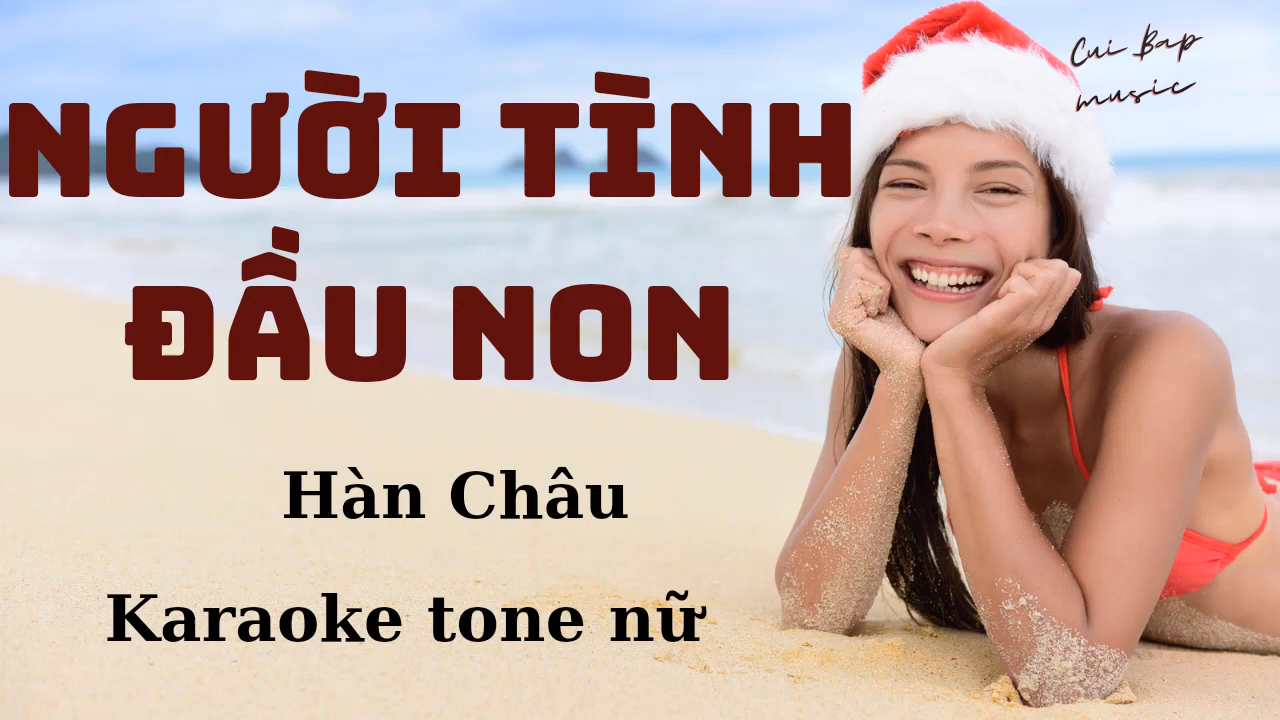 NGƯỜI TÌNH
ĐẦU NON
Hàn Châu
Karaoke tone nữ
Cui Bap
music